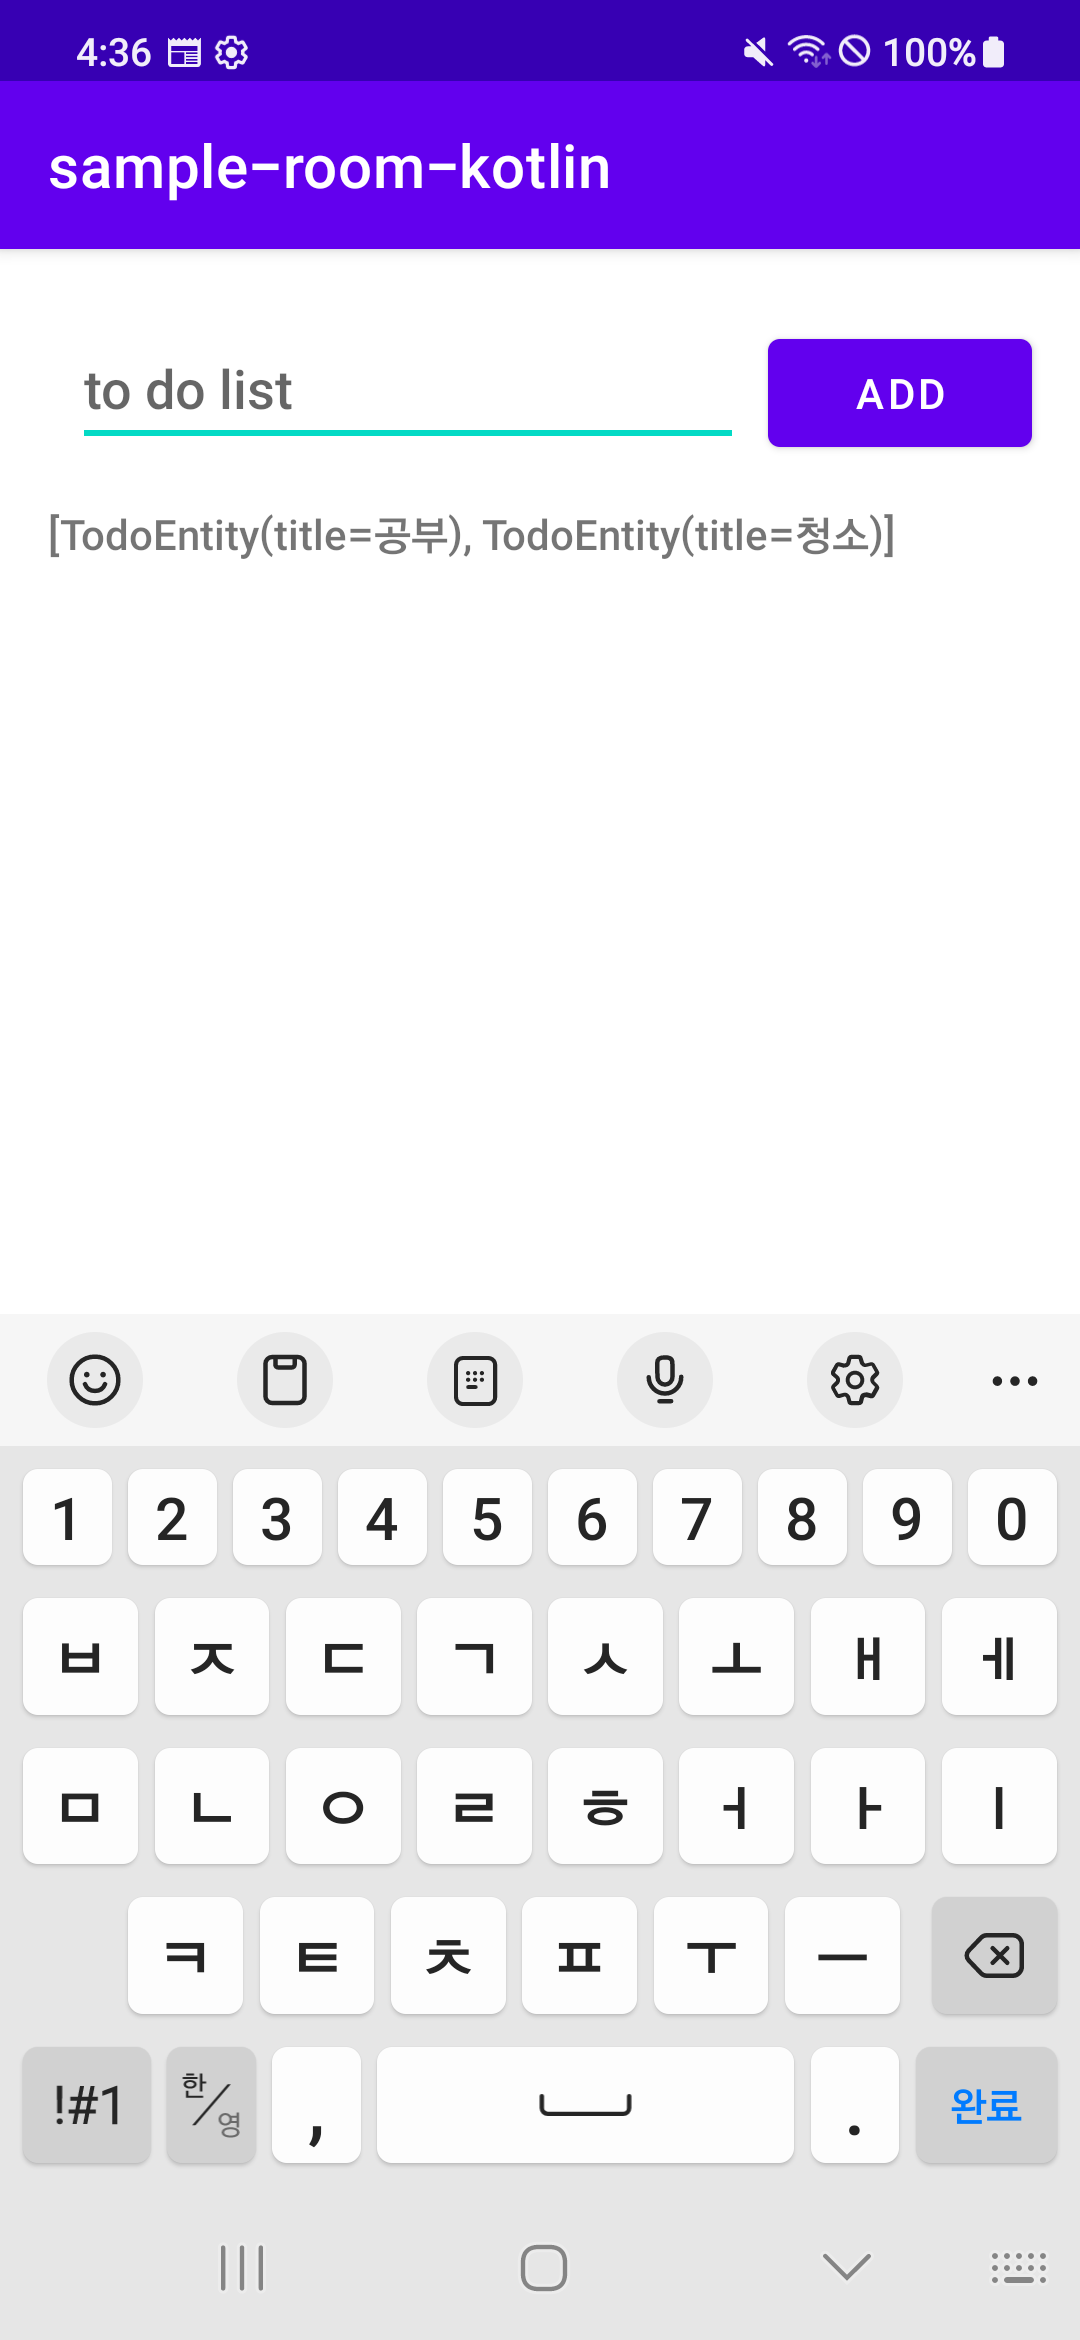 4:36 100%
sample-room-kotlin
to do list ADD
[TodoEntity(title=공부), TodoEntity(title=청소)]
1 2 3 4 5 6 7 8 9 0
ㅂ ㅈ ㄷ ㄱ ㅅ ㅗ ㅐ ㅔ
ㅁ ㄴ ㅇ ㄹ ㅎ ㅓ ㅏ ㅣ
ㅋ ㅌ ㅊ ㅍ ㅜ ㅡ
!#1 한/영 , . 완료